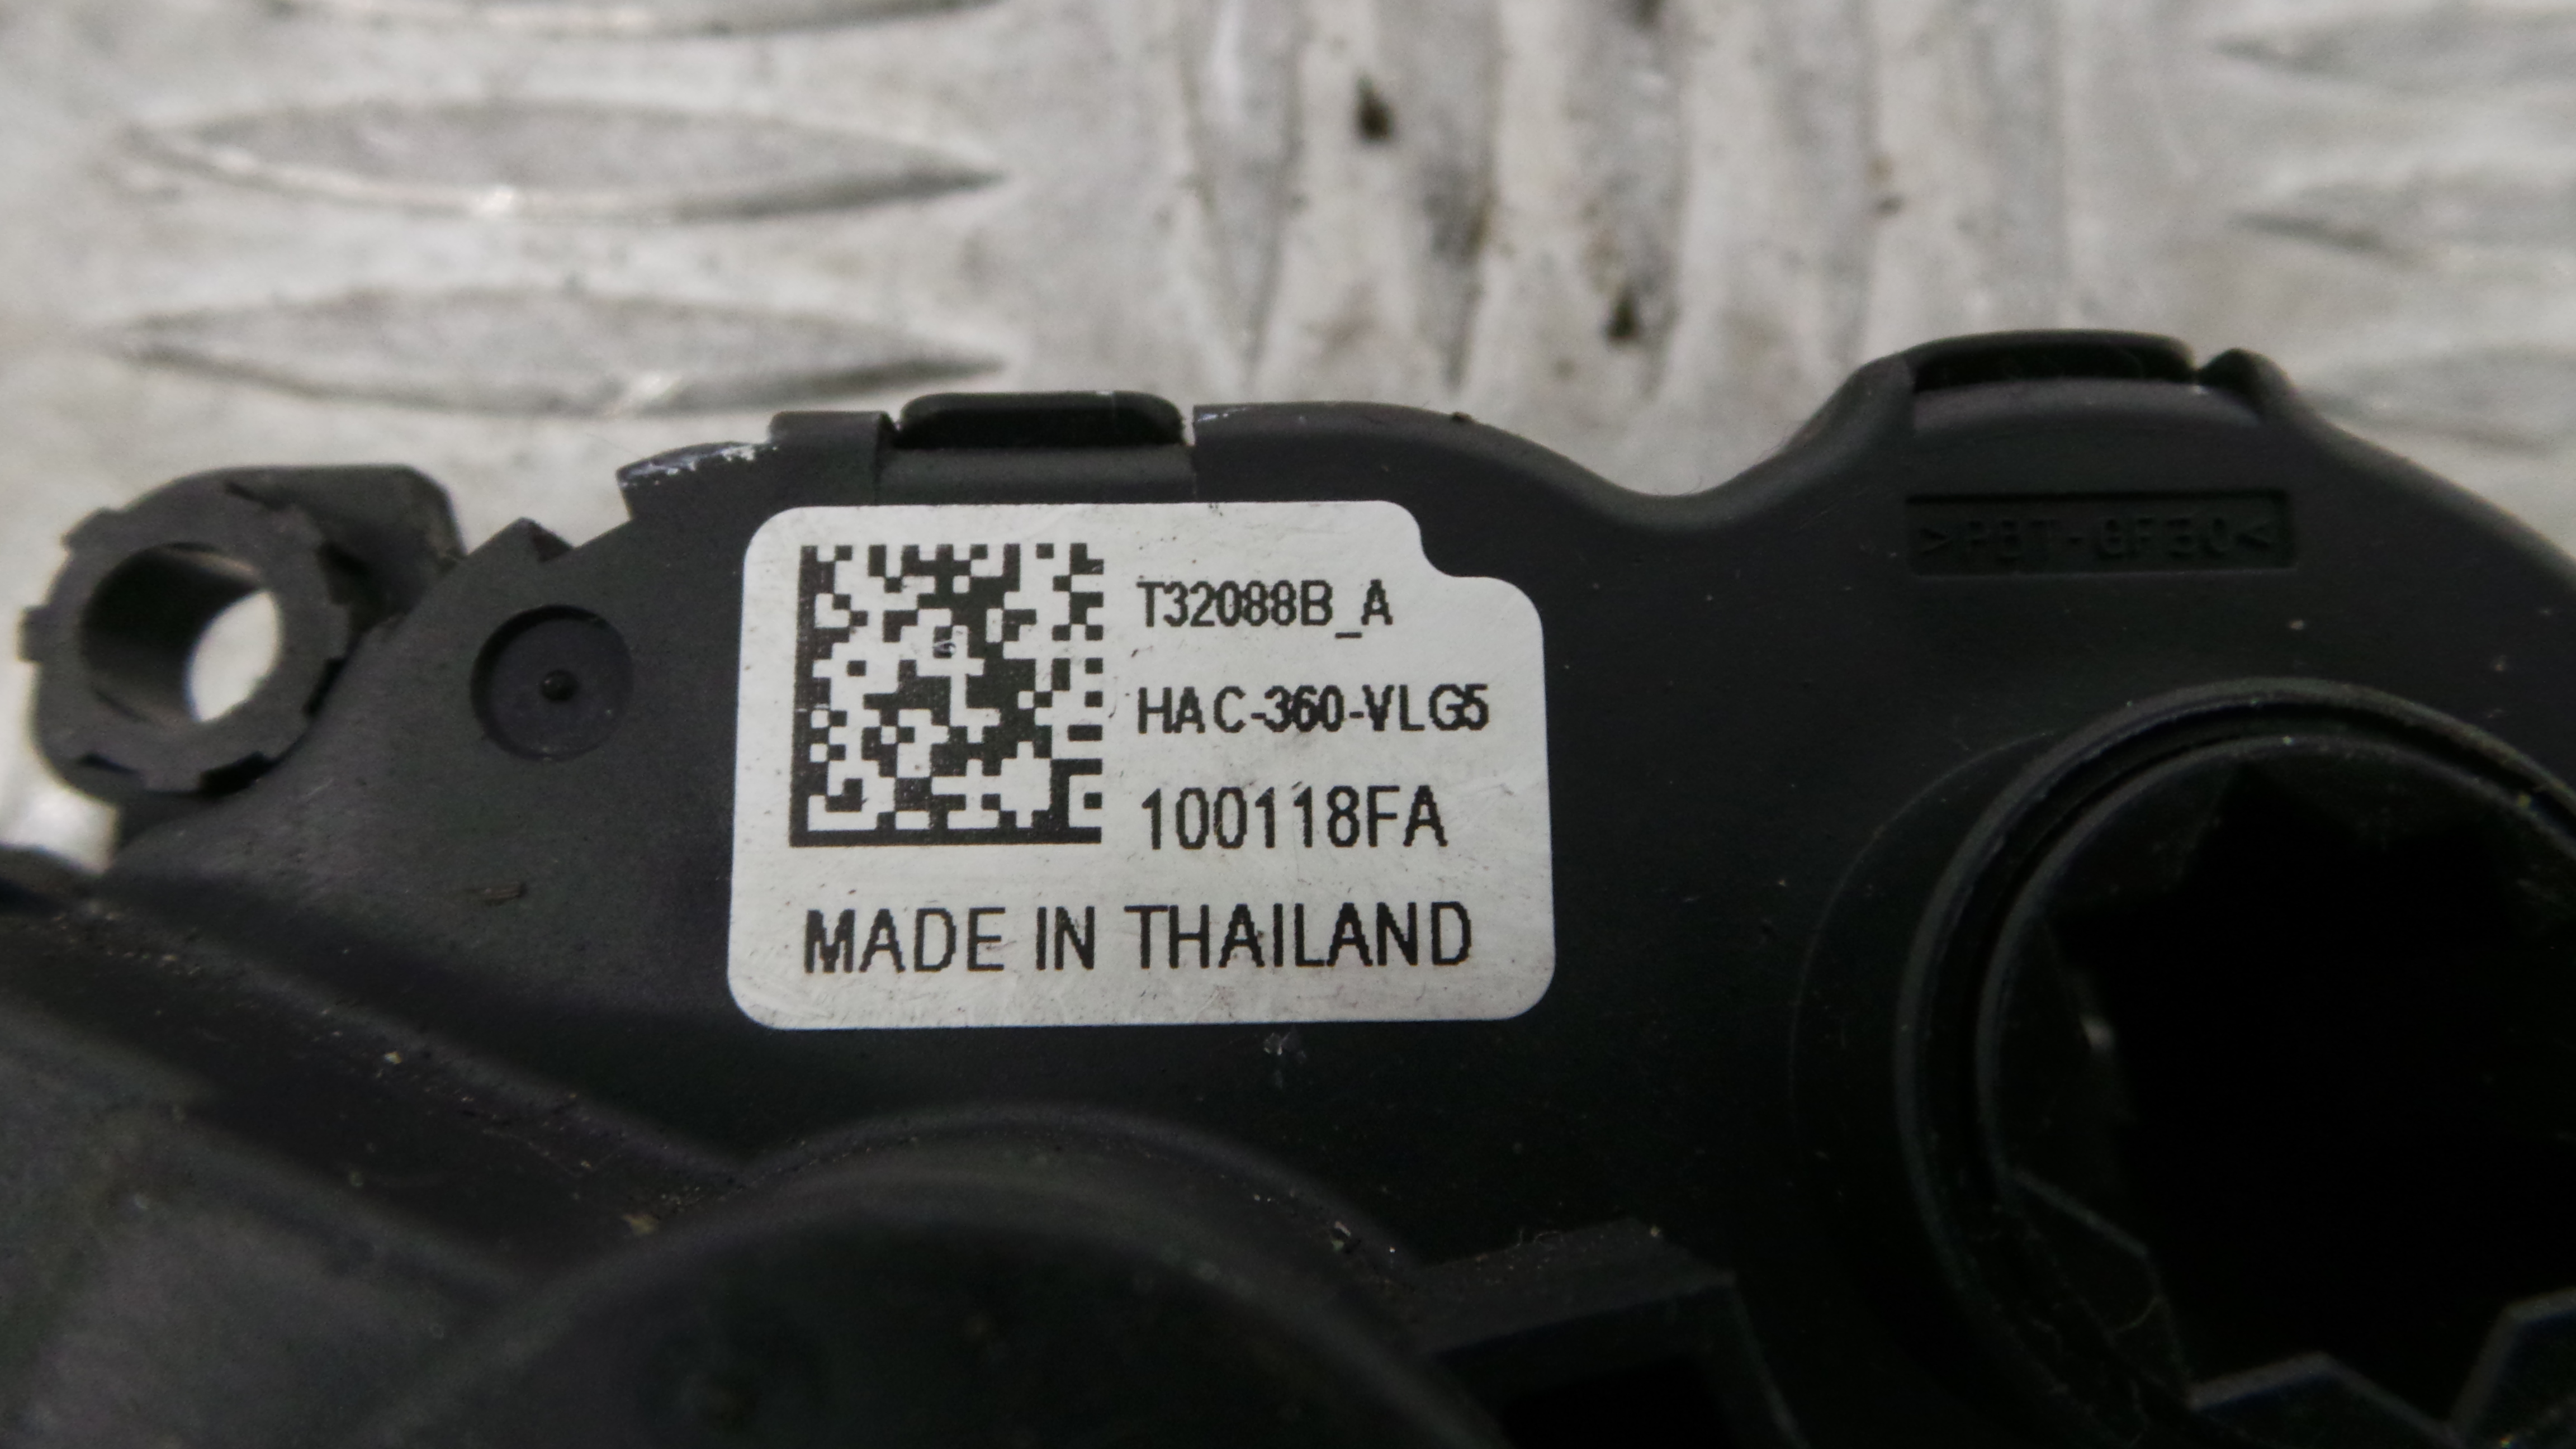 >PBT-GF30<
T32088B_A
HAC-360-VLG5
100118FA
MADE IN THAILAND